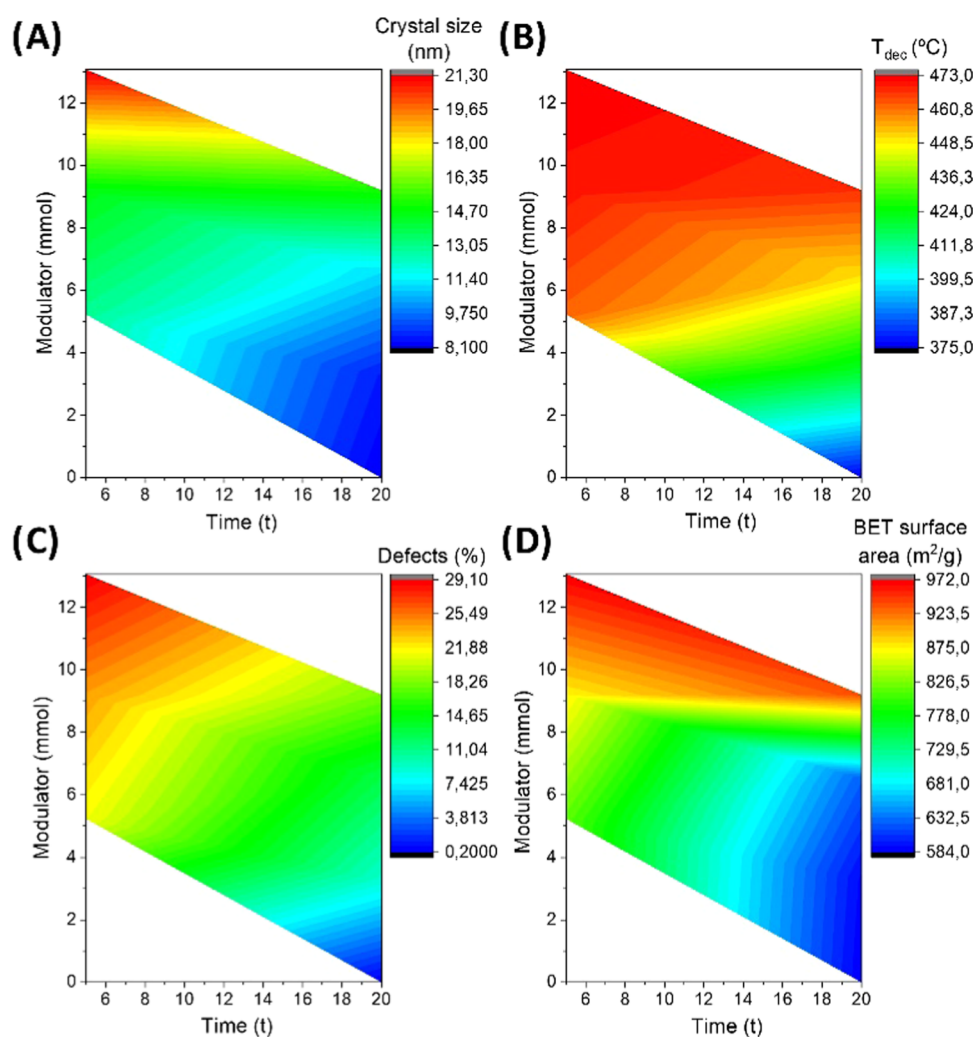 (A)
Crystal size
(nm)
21,30
19,65
18,00
16,35
14,70
13,05
11,40
9,750
8,100
Modulator (mmol)
12
10
8
6
4
2
0
6 8 10 12 14 16 18 20
Time (t)
(B)
T_dec (ºC)
473,0
460,8
448,5
436,3
424,0
411,8
399,5
387,3
375,0
Modulator (mmol)
12
10
8
6
4
2
0
6 8 10 12 14 16 18 20
Time (t)
(C)
Defects (%)
29,10
25,49
21,88
18,26
14,65
11,04
7,425
3,813
0,2000
Modulator (mmol)
12
10
8
6
4
2
0
6 8 10 12 14 16 18 20
Time (t)
(D)
BET surface
area (m²/g)
972,0
923,5
875,0
826,5
778,0
729,5
681,0
632,5
584,0
Modulator (mmol)
12
10
8
6
4
2
0
6 8 10 12 14 16 18 20
Time (t)